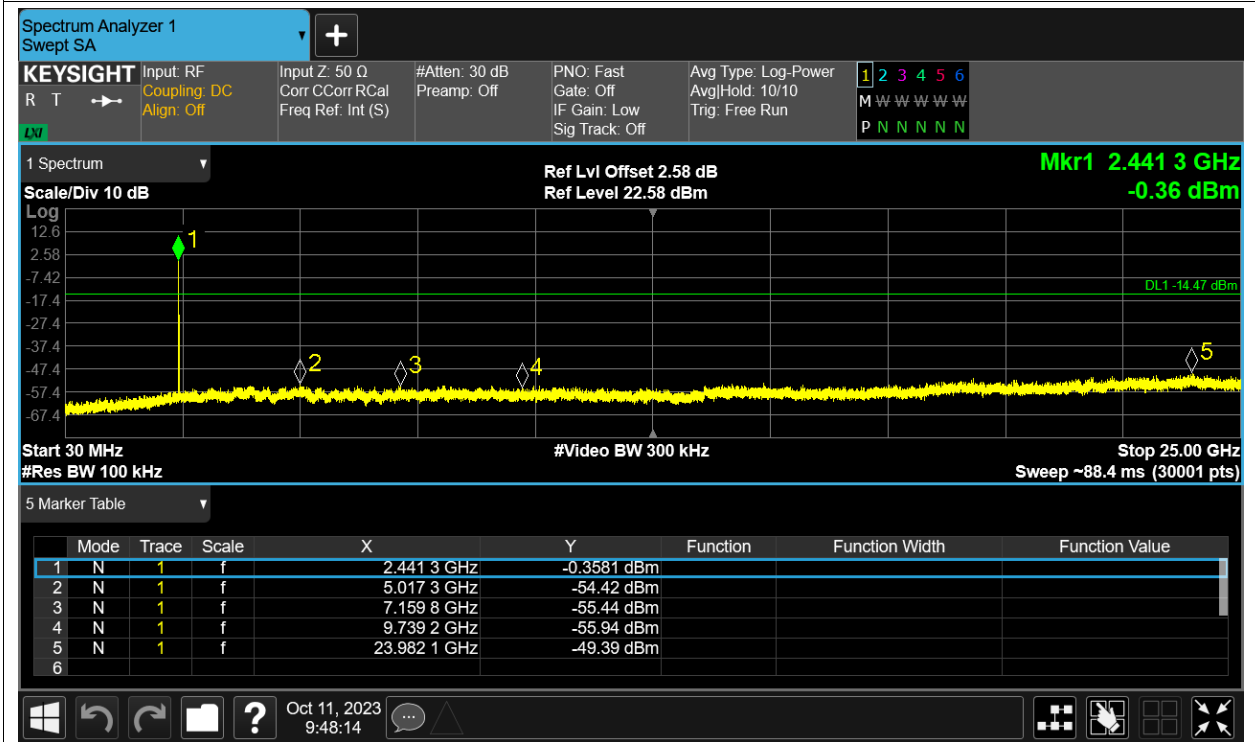 Spectrum Analyzer 1
Swept SA
KEYSIGHT
R T
LXI
Input: RF
Coupling: DC
Align: Off
Input Z: 50 Ω
Corr CCorr RCal
Freq Ref: Int (S)
#Atten: 30 dB
Preamp: Off
PNO: Fast
Gate: Off
IF Gain: Low
Sig Track: Off
Avg Type: Log-Power
Avg|Hold: 10/10
Trig: Free Run
1 2 3 4 5 6
M W W W W W
P N N N N N
1 Spectrum
Scale/Div 10 dB
Ref Lvl Offset 2.58 dB
Ref Level 22.58 dBm
Mkr1 2.441 3 GHz
-0.36 dBm
Log
12.6
2.58
-7.42
-17.4
-27.4
-37.4
-47.4
-57.4
-67.4
1
2
3
4
5
DL1 -14.47 dBm
Start 30 MHz
#Video BW 300 kHz
Stop 25.00 GHz
#Res BW 100 kHz
Sweep ~88.4 ms (30001 pts)
5 Marker Table
Mode Trace Scale X Y Function Function Width Function Value
1 N 1 f 2.441 3 GHz -0.3581 dBm
2 N 1 f 5.017 3 GHz -54.42 dBm
3 N 1 f 7.159 8 GHz -55.44 dBm
4 N 1 f 9.739 2 GHz -55.94 dBm
5 N 1 f 23.982 1 GHz -49.39 dBm
6
?
Oct 11, 2023
9:48:14